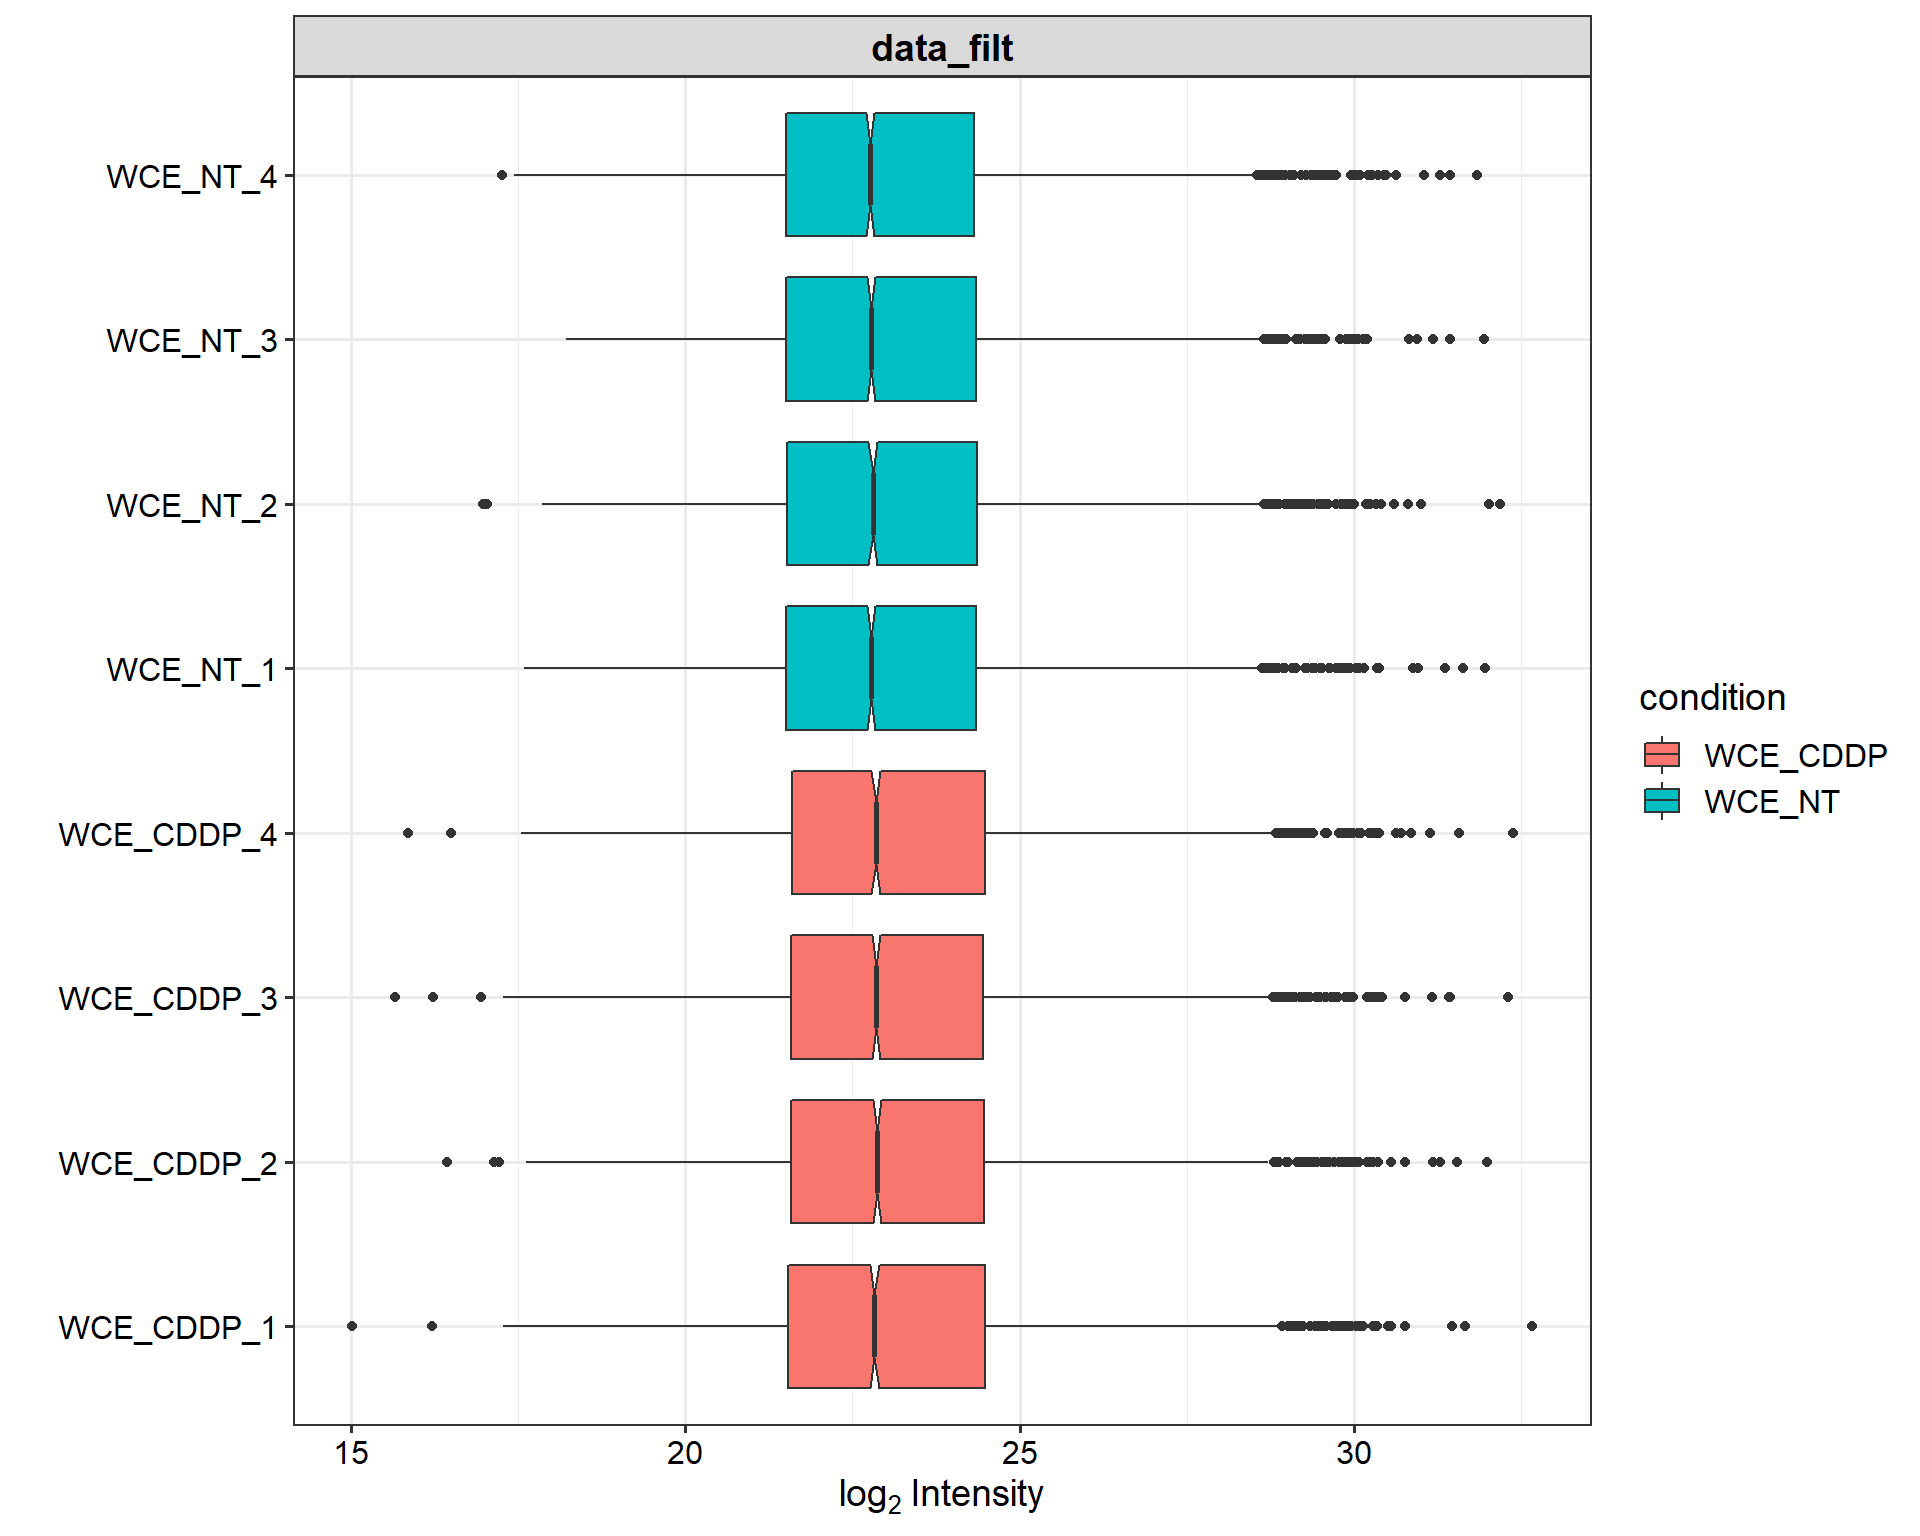 data_filt
WCE_NT_4
WCE_NT_3
WCE_NT_2
WCE_NT_1
WCE_CDDP_4
WCE_CDDP_3
WCE_CDDP_2
WCE_CDDP_1
15 20 25 30
log₂ Intensity
condition
WCE_CDDP
WCE_NT